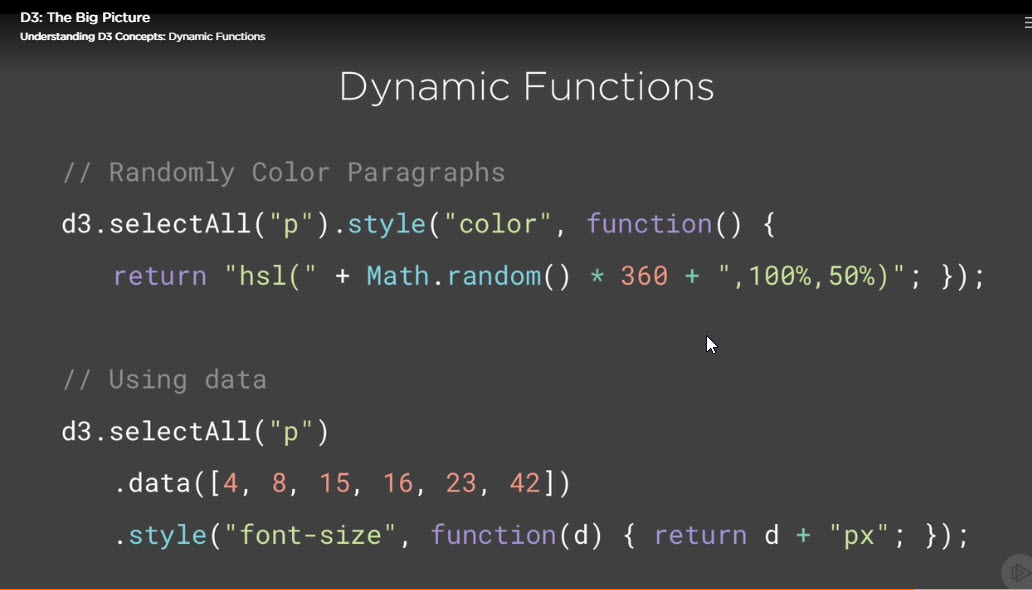 D3: The Big Picture
Understanding D3 Concepts: Dynamic Functions
Dynamic Functions
// Randomly Color Paragraphs
d3.selectAll("p").style("color", function() {
return "hsl(" + Math.random() * 360 + ",100%,50%)"; });
// Using data
d3.selectAll("p")
.data([4, 8, 15, 16, 23, 42])
.style("font-size", function(d) { return d + "px"; });